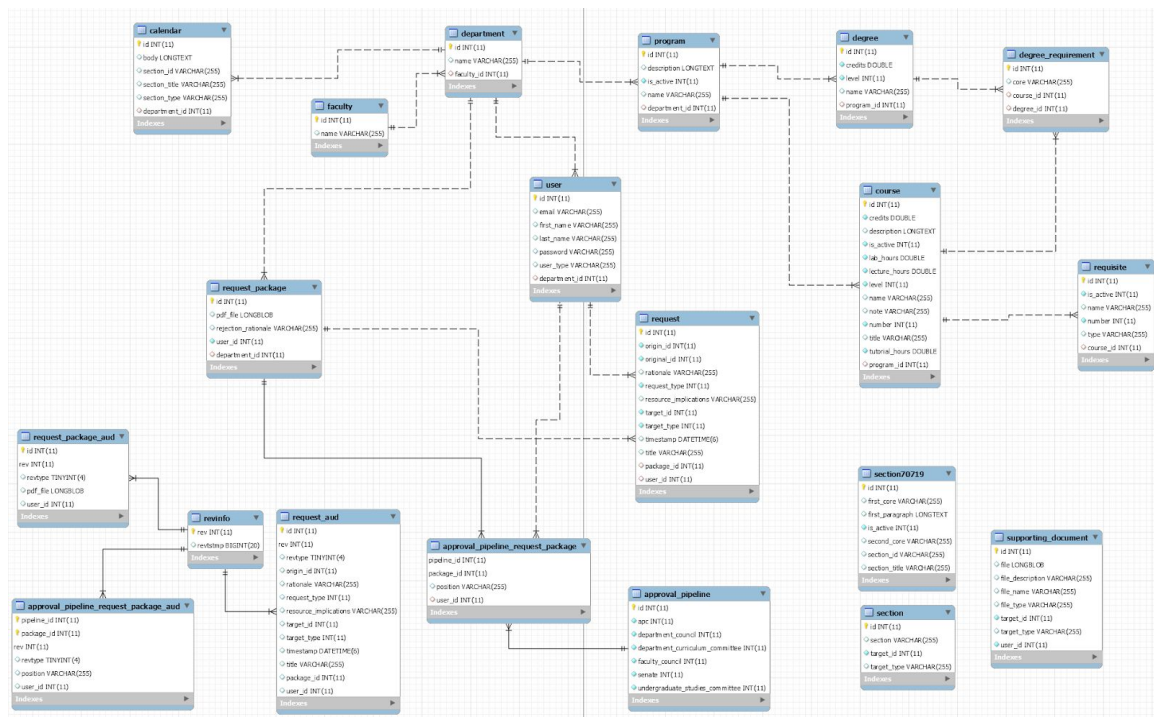 calendar
id INT(11)
body LONGTEXT
section_id VARCHAR(255)
section_title VARCHAR(255)
section_type VARCHAR(255)
department_id INT(11)
Indexes
department
id INT(11)
name VARCHAR(255)
faculty_id INT(11)
Indexes
faculty
id INT(11)
name VARCHAR(255)
Indexes
program
id INT(11)
description LONGTEXT
is_active INT(11)
name VARCHAR(255)
department_id INT(11)
Indexes
degree
id INT(11)
credits DOUBLE
level INT(11)
name VARCHAR(255)
program_id INT(11)
Indexes
degree_requirement
id INT(11)
core VARCHAR(255)
course_id INT(11)
degree_id INT(11)
Indexes
user
id INT(11)
email VARCHAR(255)
first_name VARCHAR(255)
last_name VARCHAR(255)
password VARCHAR(255)
user_type VARCHAR(255)
department_id INT(11)
Indexes
course
id INT(11)
credits DOUBLE
description LONGTEXT
is_active INT(11)
lab_hours DOUBLE
lecture_hours DOUBLE
level INT(11)
name VARCHAR(255)
note VARCHAR(255)
number INT(11)
title VARCHAR(255)
tutorial_hours DOUBLE
program_id INT(11)
Indexes
requisite
id INT(11)
is_active INT(11)
name VARCHAR(255)
number INT(11)
type VARCHAR(255)
course_id INT(11)
Indexes
request_package
id INT(11)
pdf_file LONGBLOB
rejection_rationale VARCHAR(255)
user_id INT(11)
department_id INT(11)
Indexes
request
id INT(11)
origin_id INT(11)
original_id INT(11)
rationale VARCHAR(255)
request_type INT(11)
resource_implications VARCHAR(255)
target_id INT(11)
target_type INT(11)
timestamp DATETIME(6)
title VARCHAR(255)
package_id INT(11)
user_id INT(11)
Indexes
request_package_aud
id INT(11)
rev INT(11)
revtype TINYINT(4)
pdf_file LONGBLOB
user_id INT(11)
Indexes
revinfo
rev INT(11)
revtstmp BIGINT(20)
Indexes
request_aud
id INT(11)
rev INT(11)
revtype TINYINT(4)
origin_id INT(11)
rationale VARCHAR(255)
request_type INT(11)
resource_implications VARCHAR(255)
target_id INT(11)
target_type INT(11)
timestamp DATETIME(6)
title VARCHAR(255)
package_id INT(11)
user_id INT(11)
Indexes
approval_pipeline_request_package
pipeline_id INT(11)
package_id INT(11)
position VARCHAR(255)
user_id INT(11)
Indexes
approval_pipeline_request_package_aud
pipeline_id INT(11)
package_id INT(11)
rev INT(11)
revtype TINYINT(4)
position VARCHAR(255)
user_id INT(11)
Indexes
approval_pipeline
id INT(11)
apc INT(11)
department_council INT(11)
department_curriculum_committee INT(11)
faculty_council INT(11)
senate INT(11)
undergraduate_studies_committee INT(11)
Indexes
section70719
id INT(11)
first_core VARCHAR(255)
first_paragraph LONGTEXT
is_active INT(11)
second_core VARCHAR(255)
section_id VARCHAR(255)
section_title VARCHAR(255)
Indexes
section
id INT(11)
section VARCHAR(255)
target_id INT(11)
target_type VARCHAR(255)
Indexes
supporting_document
id INT(11)
file LONGBLOB
file_description VARCHAR(255)
file_name VARCHAR(255)
file_type VARCHAR(255)
target_id INT(11)
target_type VARCHAR(255)
user_id INT(11)
Indexes